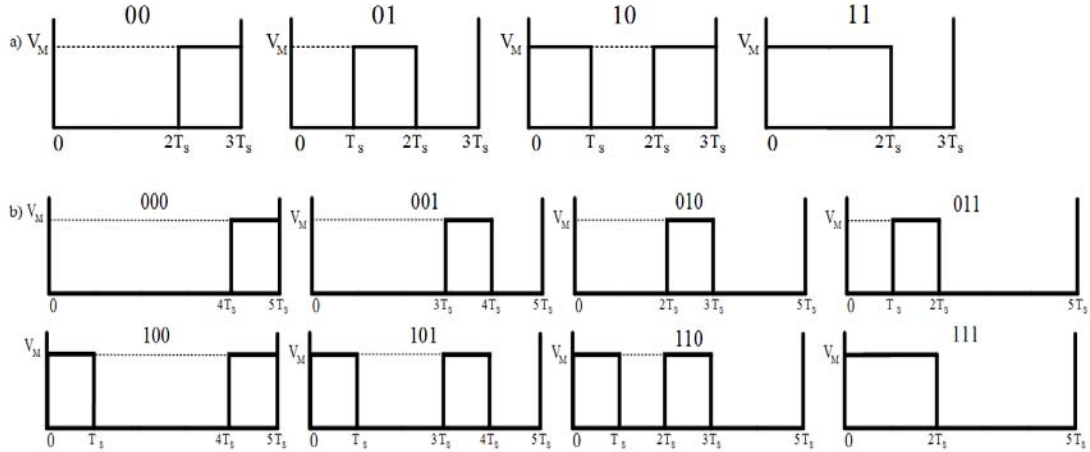 00 01 10 11
a) V_M V_M V_M V_M
0 2T_S 3T_S 0 T_S 2T_S 3T_S 0 T_S 2T_S 3T_S 0 2T_S 3T_S
000 001 010 011
b) V_M V_M V_M V_M
0 4T_S 5T_S 0 3T_S 4T_S 5T_S 0 2T_S 3T_S 5T_S 0 T_S 2T_S 5T_S
100 101 110 111
V_M V_M V_M V_M
0 T_S 4T_S 5T_S 0 T_S 3T_S 4T_S 5T_S 0 T_S 2T_S 3T_S 5T_S 0 2T_S 5T_S